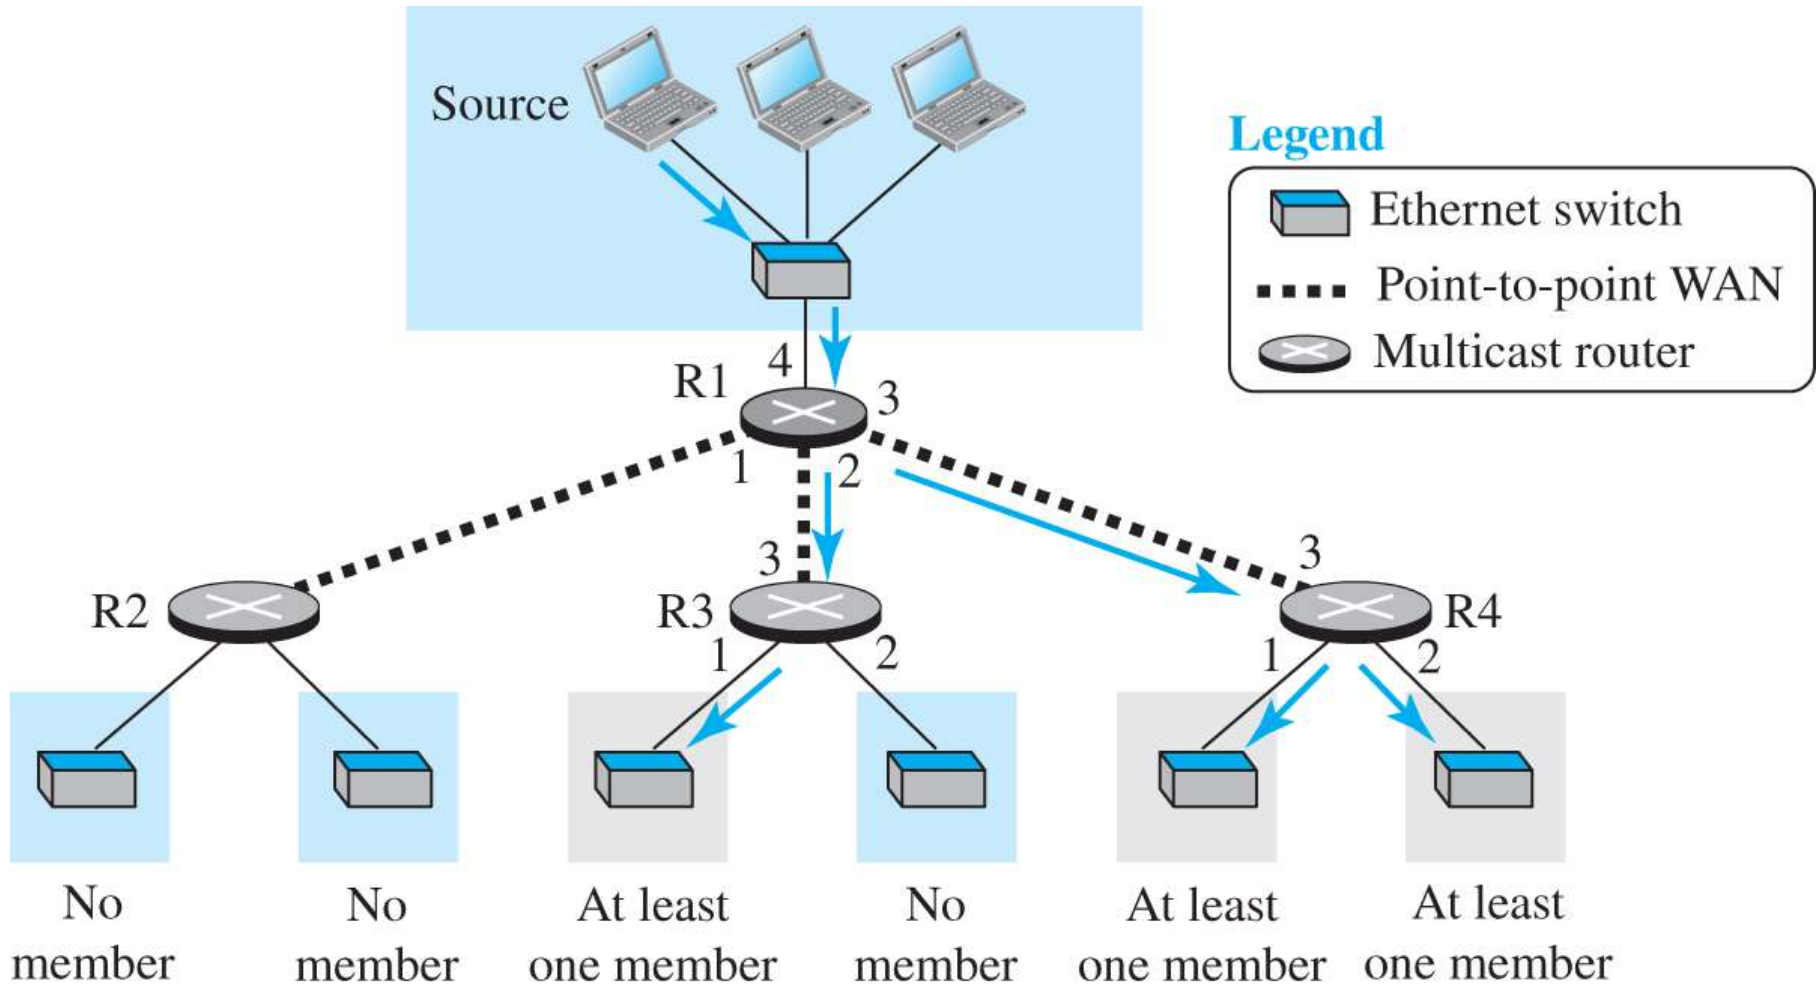 Source
Legend
Ethernet switch
Point-to-point WAN
Multicast router
R1
4
3
1
2
R2
R3
3
1
2
R4
3
1
2
No
member
No
member
At least
one member
No
member
At least
one member
At least
one member